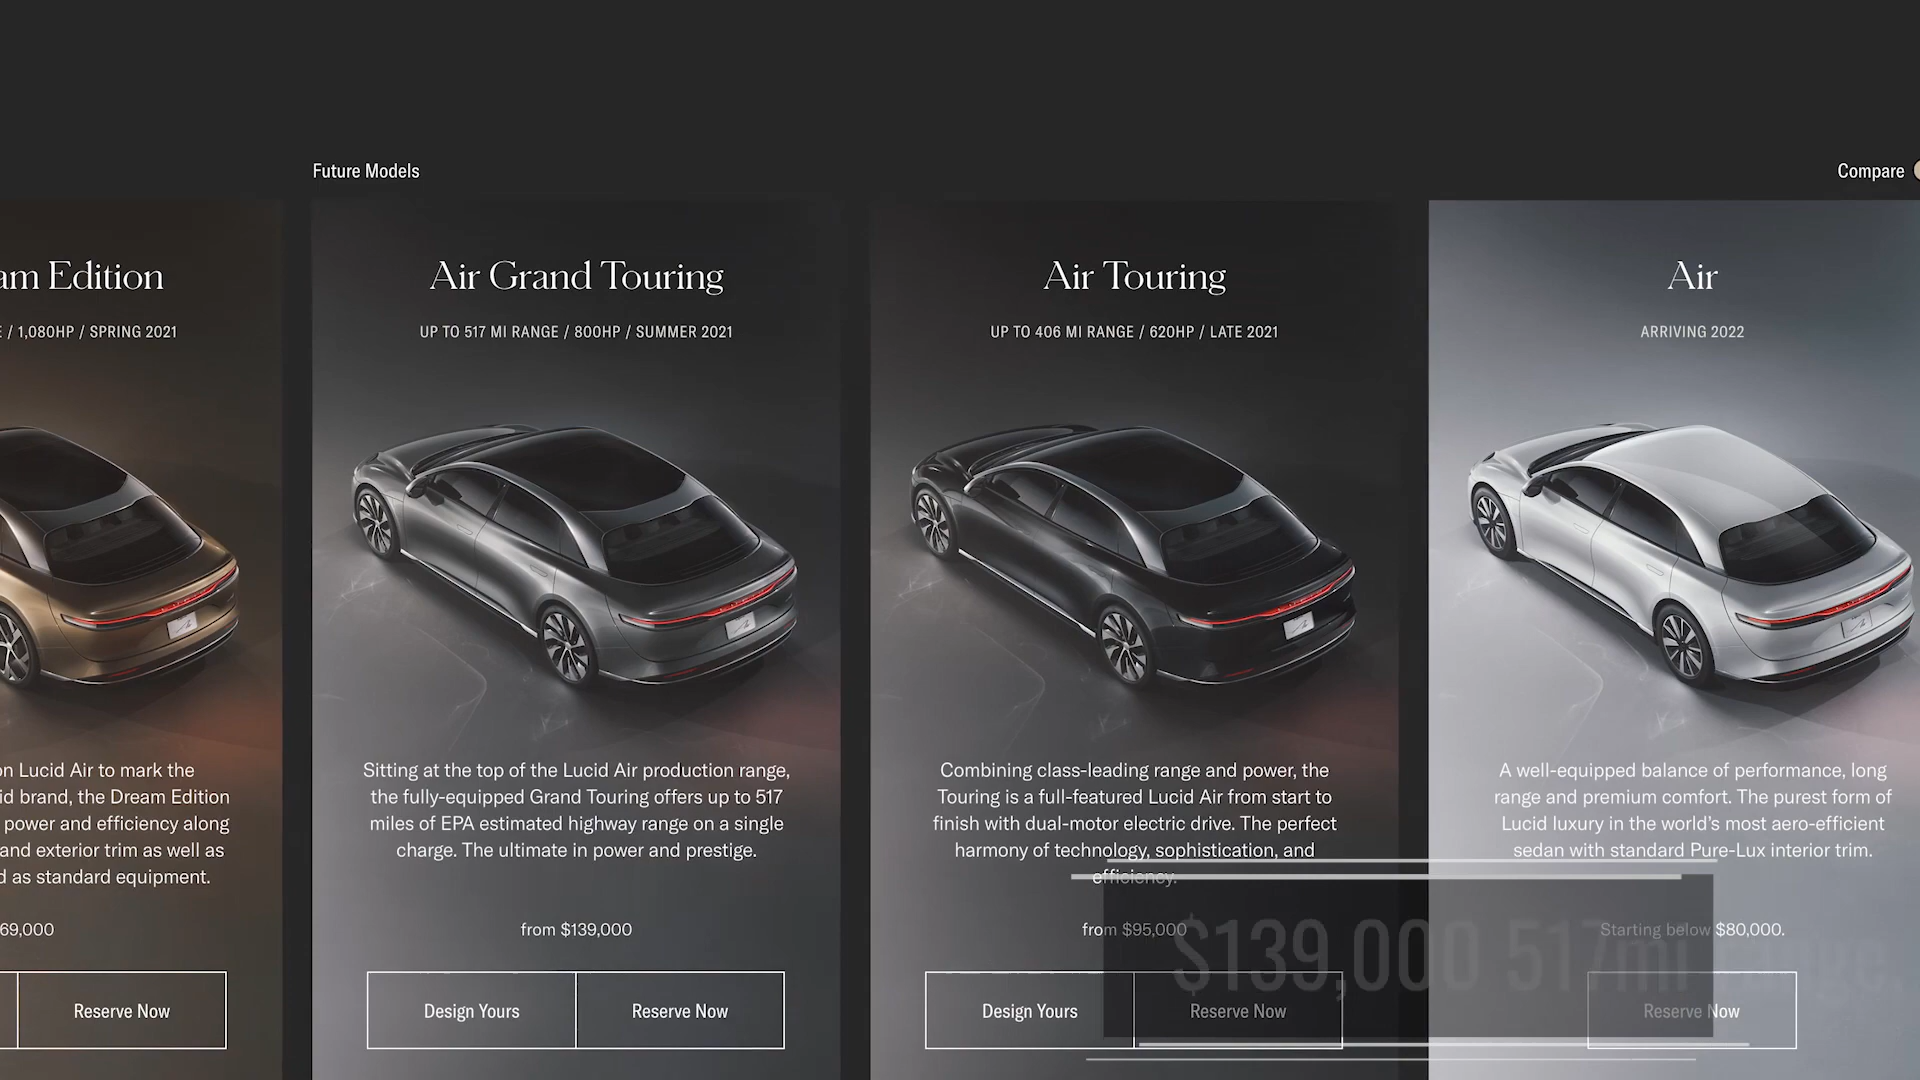 Future Models
Compare
am Edition
/ 1,080HP / SPRING 2021
on Lucid Air to mark the
id brand, the Dream Edition
power and efficiency along
and exterior trim as well as
d as standard equipment.
69,000
Reserve Now
Air Grand Touring
UP TO 517 MI RANGE / 800HP / SUMMER 2021
Sitting at the top of the Lucid Air production range,
the fully-equipped Grand Touring offers up to 517
miles of EPA estimated highway range on a single
charge. The ultimate in power and prestige.
from $139,000
Design Yours
Reserve Now
Air Touring
UP TO 406 MI RANGE / 620HP / LATE 2021
Combining class-leading range and power, the
Touring is a full-featured Lucid Air from start to
finish with dual-motor electric drive. The perfect
harmony of technology, sophistication, and
efficiency.
from $95,000
Design Yours
Reserve Now
Air
ARRIVING 2022
A well-equipped balance of performance, long
range and premium comfort. The purest form of
Lucid luxury in the world's most aero-efficient
sedan with standard Pure-Lux interior trim.
Starting below $80,000.
Reserve Now
$139,000 517mi